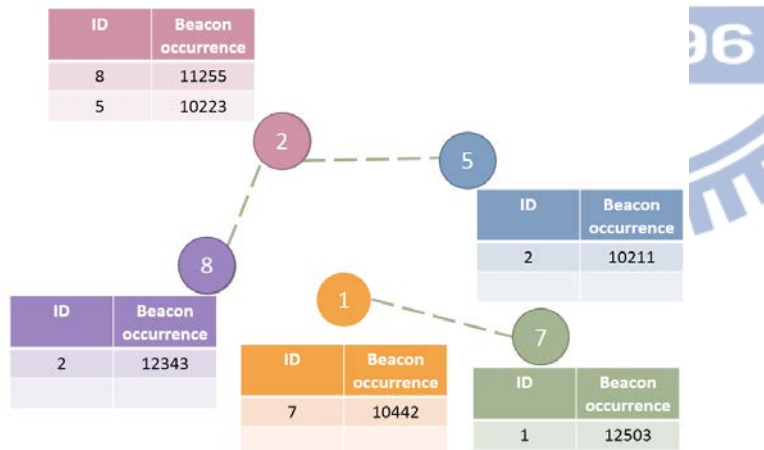 ID Beacon
occurrence
8 11255
5 10223
96
2
5
ID Beacon
occurrence
2 10211
8
1
7
ID Beacon
occurrence
2 12343
ID Beacon
occurrence
7 10442
ID Beacon
occurrence
1 12503